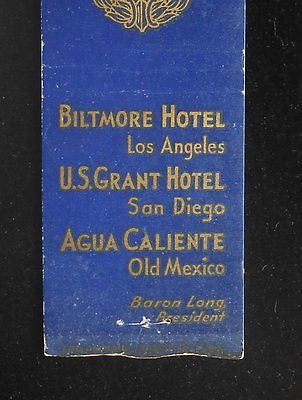 BILTMORE HOTEL
Los Angeles
U.S. GRANT HOTEL
San Diego
AGUA CALIENTE
Old Mexico
Baron Long,
President